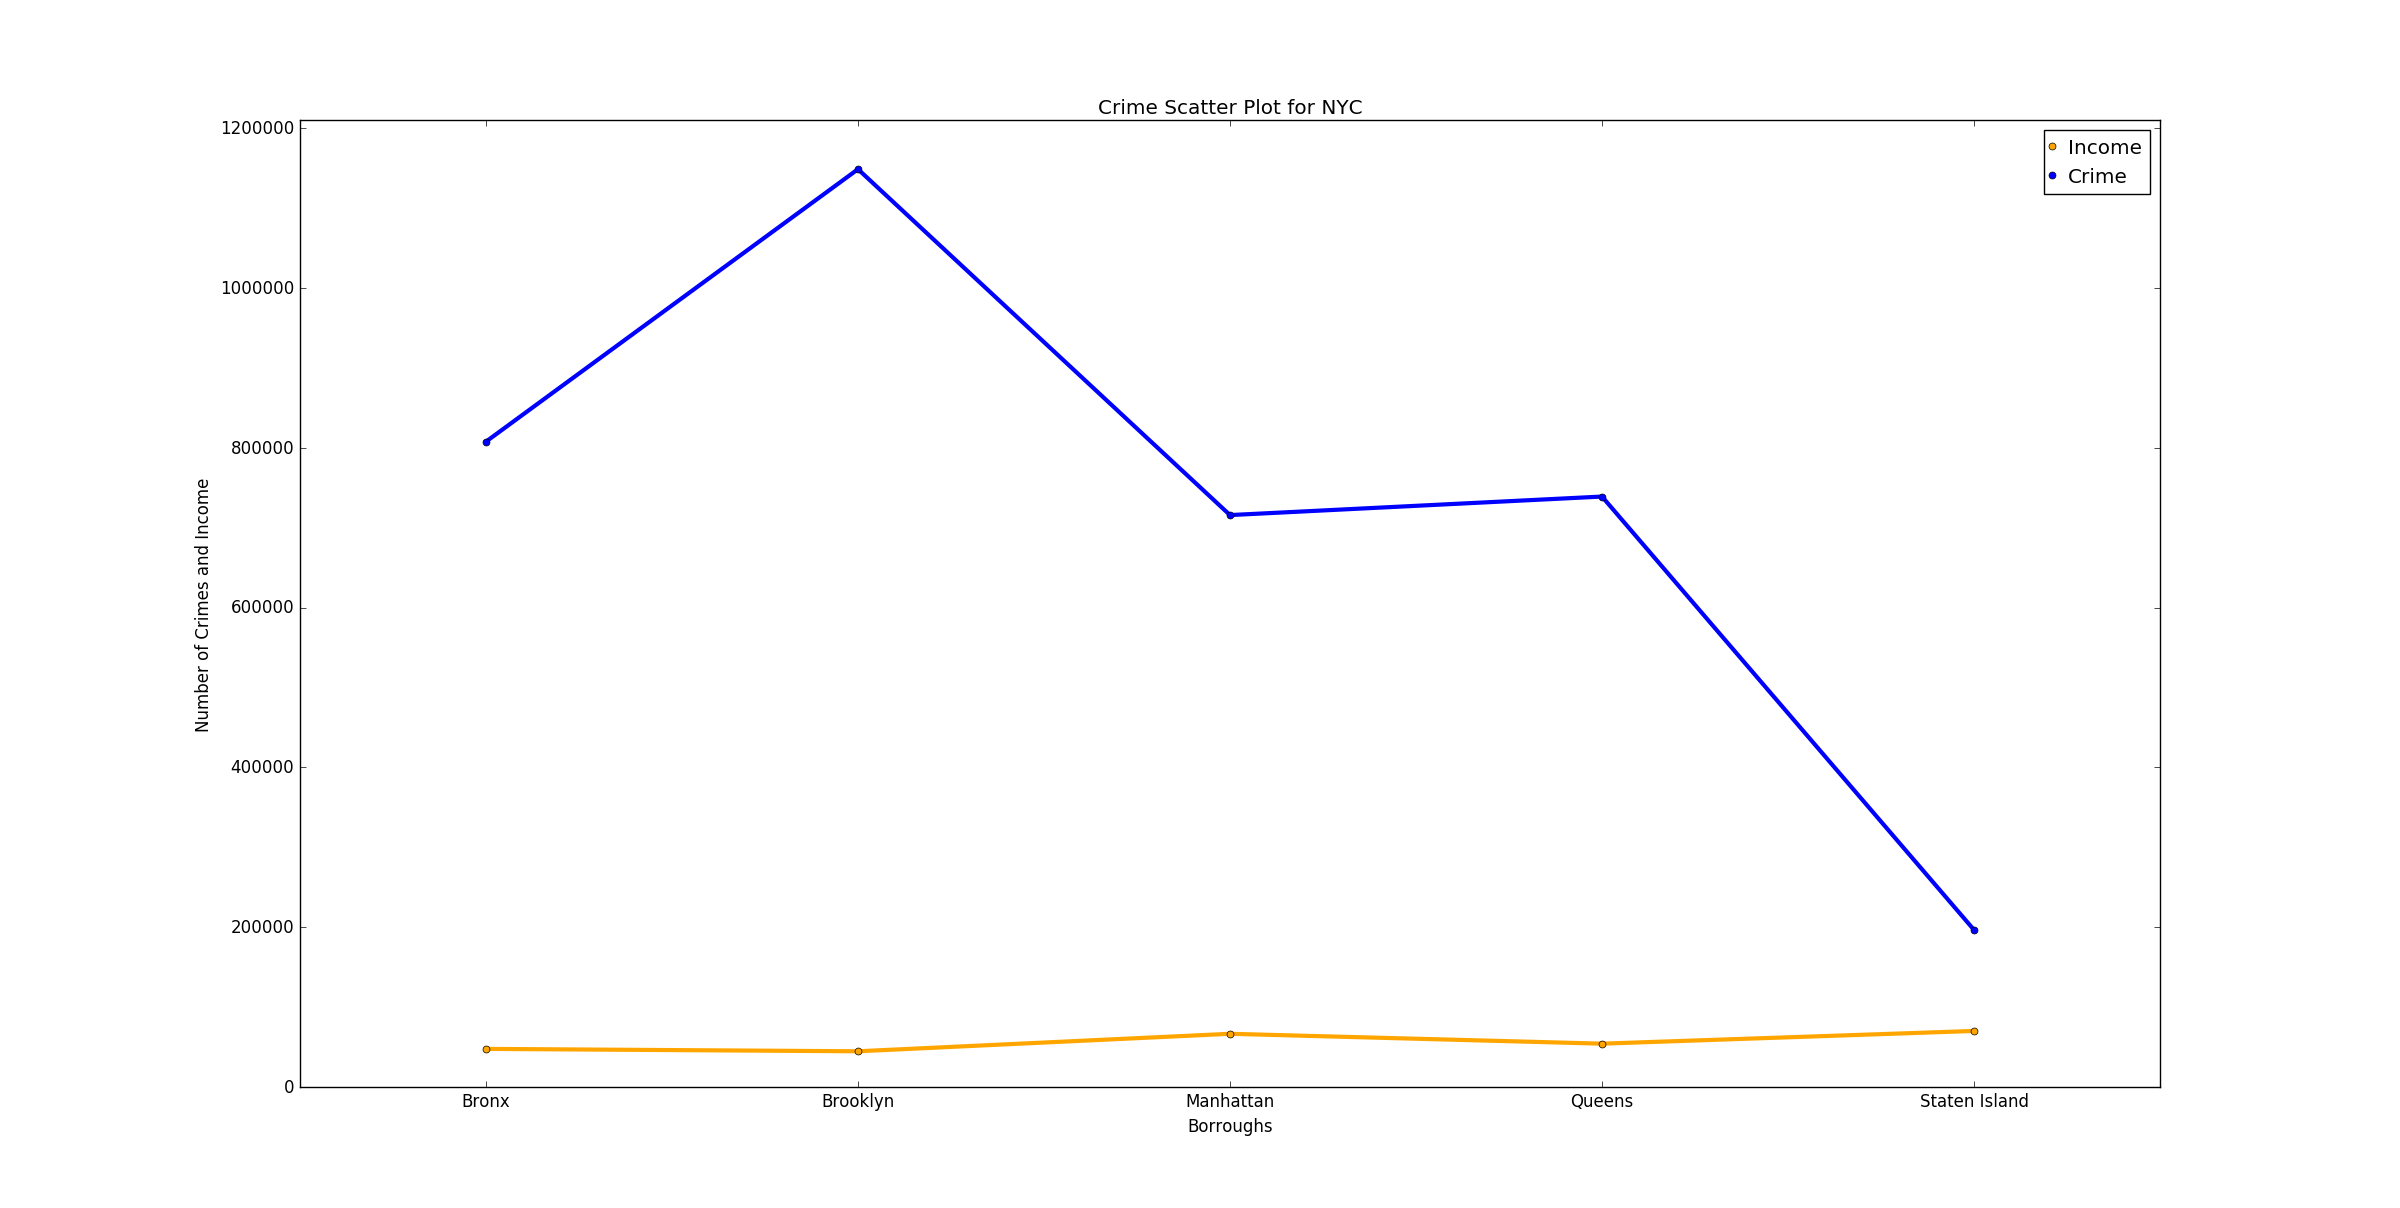 Crime Scatter Plot for NYC
1200000
1000000
800000
600000
400000
200000
0
Number of Crimes and Income
Income
Crime
Bronx Brooklyn Manhattan Queens Staten Island
Borroughs